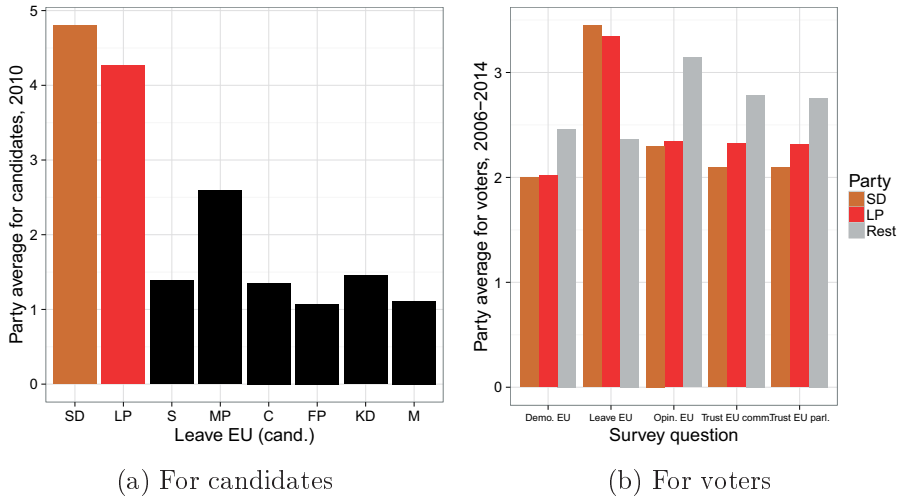 Party average for candidates, 2010
5
4
3
2
1
0
SD LP S MP C FP KD M
Leave EU (cand.)
(a) For candidates
Party average for voters, 2006−2014
3
2
1
0
Demo. EU Leave EU Opin. EU Trust EU comm. Trust EU parl.
Survey question
Party
SD
LP
Rest
(b) For voters